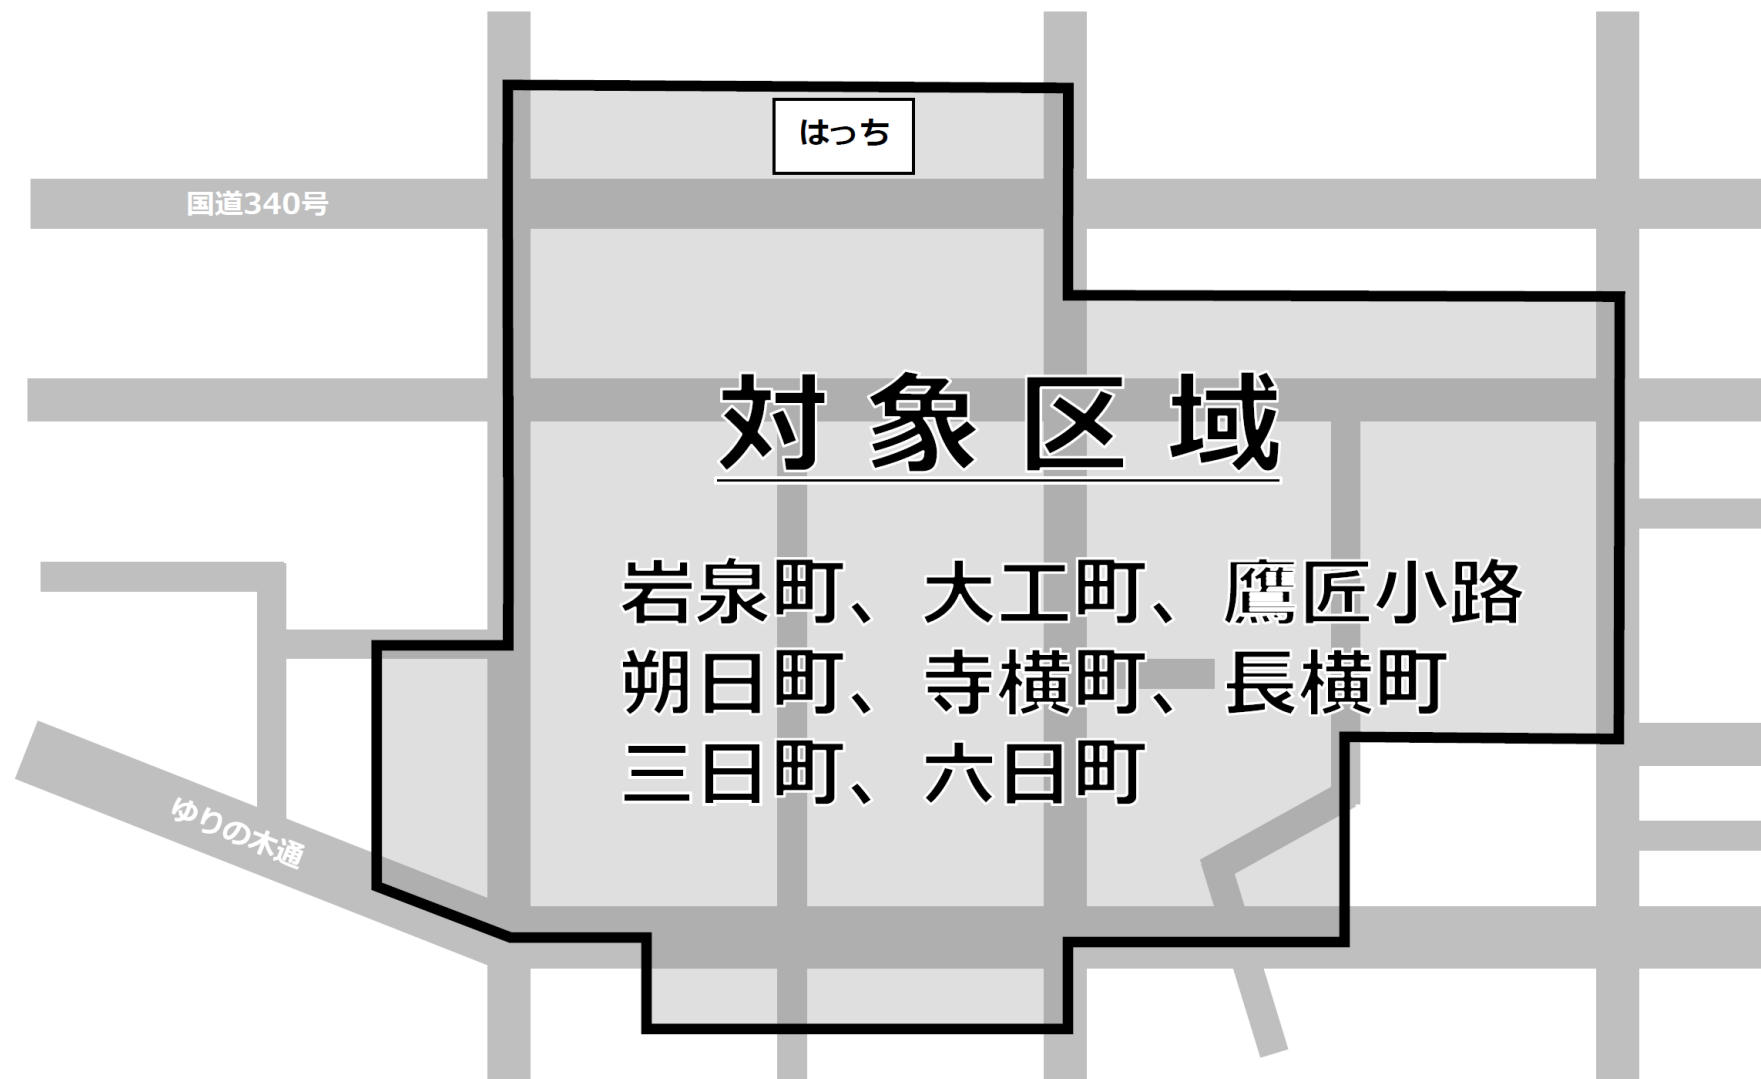 はっち
国道340号
対象区域
岩泉町、大工町、鷹匠小路
朔日町、寺横町、長横町
三日町、六日町
ゆりの木通